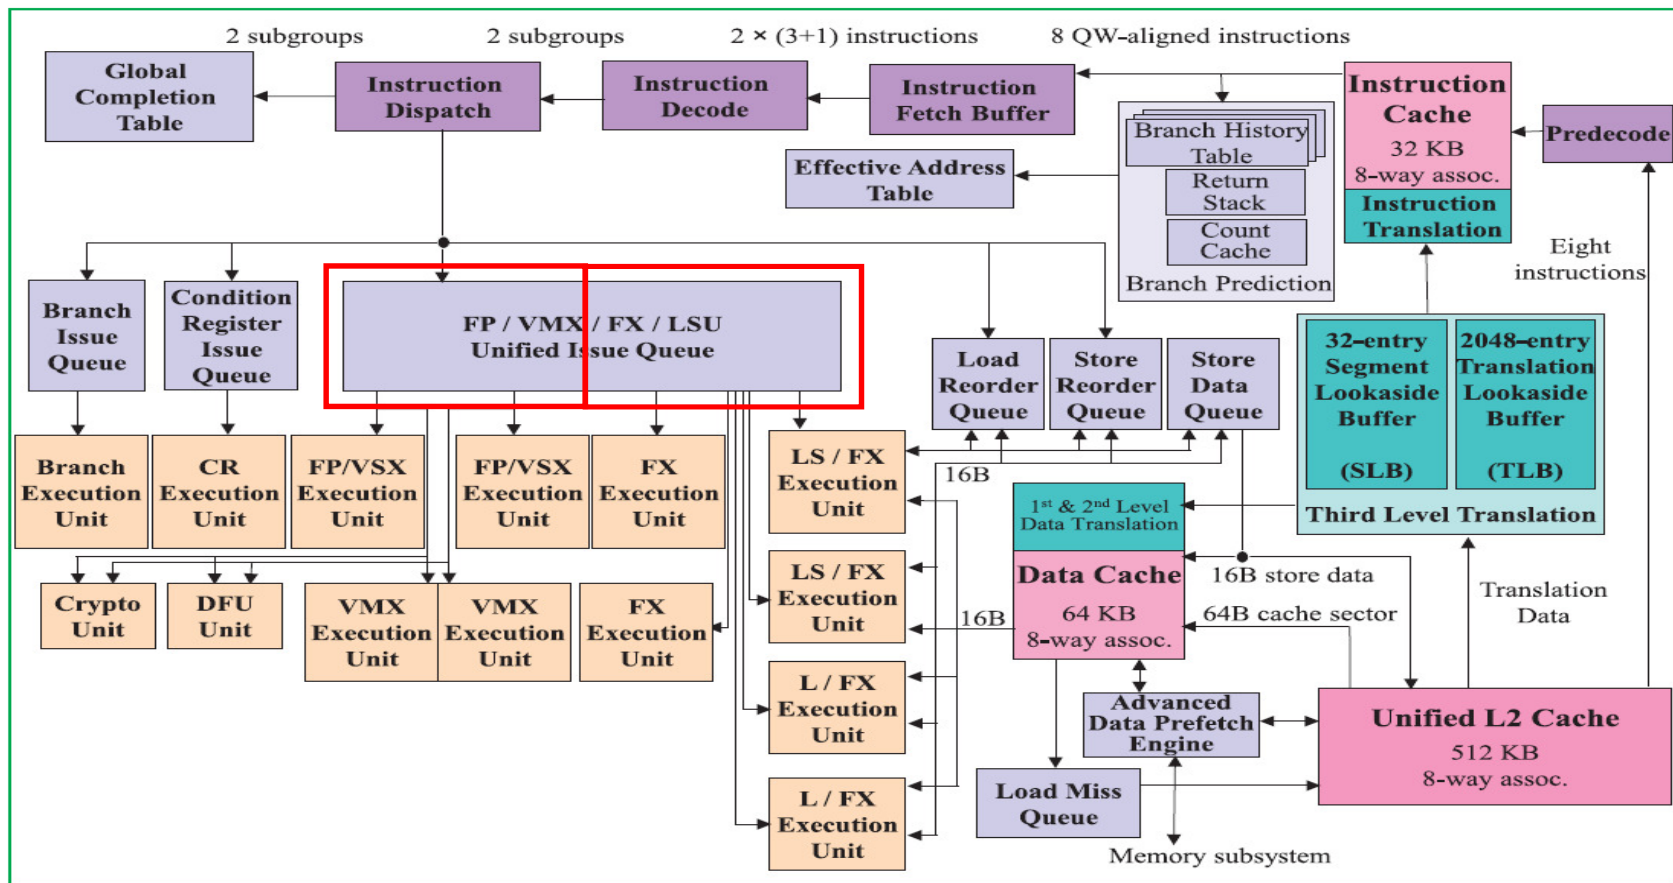 2 subgroups
2 subgroups
2 × (3+1) instructions
8 QW-aligned instructions
Global
Completion
Table
Instruction
Dispatch
Instruction
Decode
Instruction
Fetch Buffer
Instruction
Cache
32 KB
8-way assoc.
Instruction
Translation
Predecode
Branch History
Table
Return
Stack
Count
Cache
Branch Prediction
Effective Address
Table
Eight
instructions
Branch
Issue
Queue
Condition
Register
Issue
Queue
FP / VMX / FX / LSU
Unified Issue Queue
Load
Reorder
Queue
Store
Reorder
Queue
Store
Data
Queue
32-entry
Segment
Lookaside
Buffer
(SLB)
2048-entry
Translation
Lookaside
Buffer
(TLB)
Third Level Translation
Branch
Execution
Unit
CR
Execution
Unit
FP/VSX
Execution
Unit
FP/VSX
Execution
Unit
FX
Execution
Unit
LS / FX
Execution
Unit
16B
1st & 2nd Level
Data Translation
Data Cache
64 KB
8-way assoc.
16B store data
64B cache sector
Translation
Data
Crypto
Unit
DFU
Unit
VMX
Execution
Unit
VMX
Execution
Unit
FX
Execution
Unit
LS / FX
Execution
Unit
16B
L / FX
Execution
Unit
Advanced
Data Prefetch
Engine
Unified L2 Cache
512 KB
8-way assoc.
L / FX
Execution
Unit
Load Miss
Queue
Memory subsystem